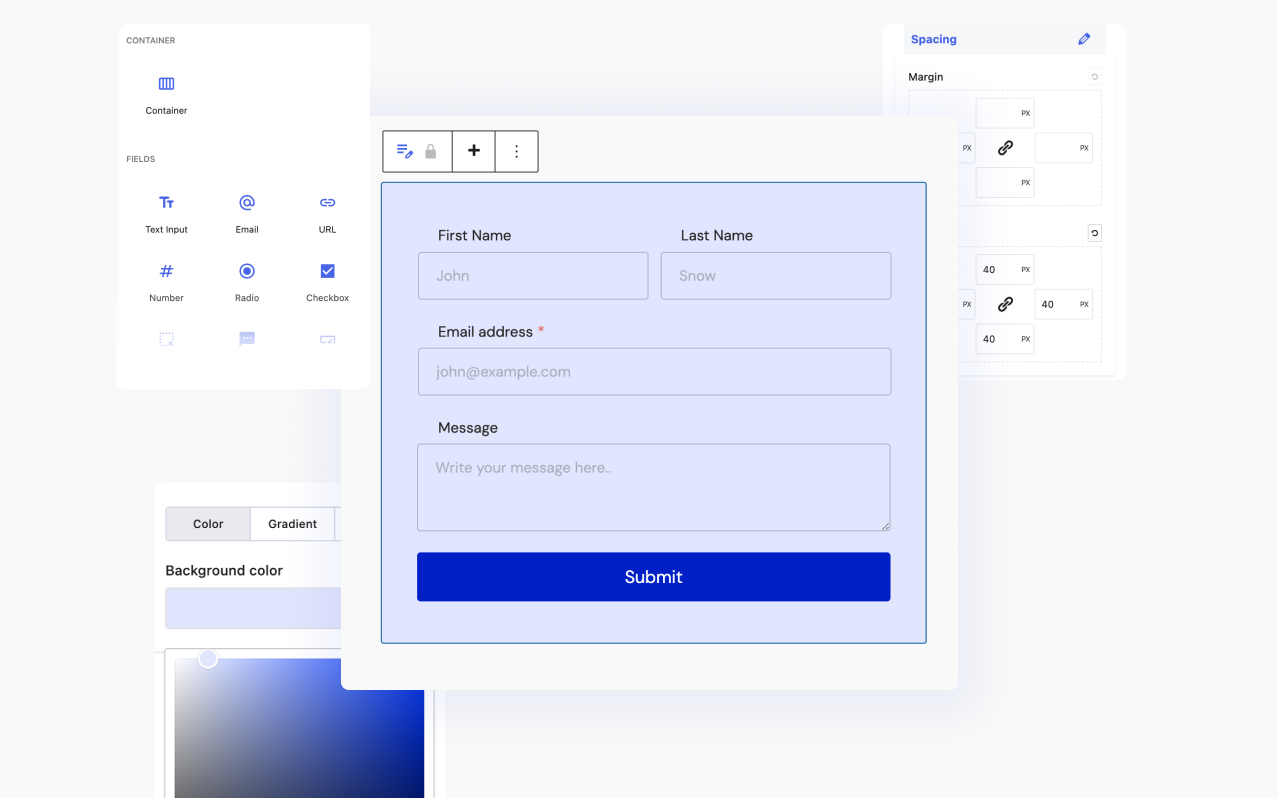 CONTAINER
Container
FIELDS
Text Input
Email
URL
Number
Radio
Checkbox
Spacing
Margin
PX
PX
PX
PX
40 PX
PX
40 PX
40 PX
First Name
Last Name
John
Snow
Email address *
john@example.com
Message
Write your message here..
Submit
Color
Gradient
Background color